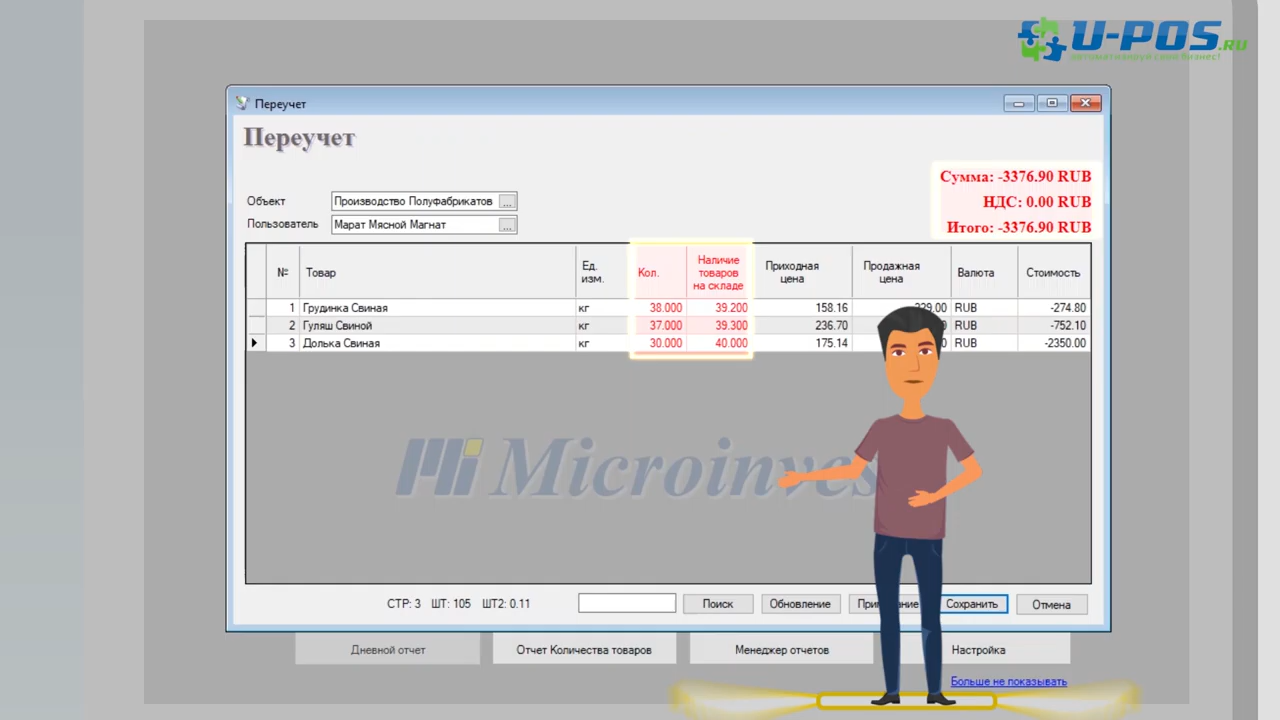 U-POS.RU
автоматизируй свой бизнес!
Переучет
Переучет
Сумма: -3376.90 RUB
НДС: 0.00 RUB
Итого: -3376.90 RUB
Объект Производство Полуфабрикатов ...
Пользователь Марат Мясной Магнат ...
№ Товар Ед. изм. Кол. Наличие товаров на складе Приходная цена Продажная цена Валюта Стоимость
1 Грудинка Свиная кг 38.000 39.200 158.16 229.00 RUB -274.80
2 Гуляш Свиной кг 37.000 39.300 236.70 RUB -752.10
3 Долька Свиная кг 30.000 40.000 175.14 RUB -2350.00
Microinves
СТР: 3 ШТ: 105 ШТ2: 0.11 Поиск Обновление Сохранить Отмена
Дневной отчет Отчет Количества товаров Менеджер отчетов Настройка
Больше не показывать